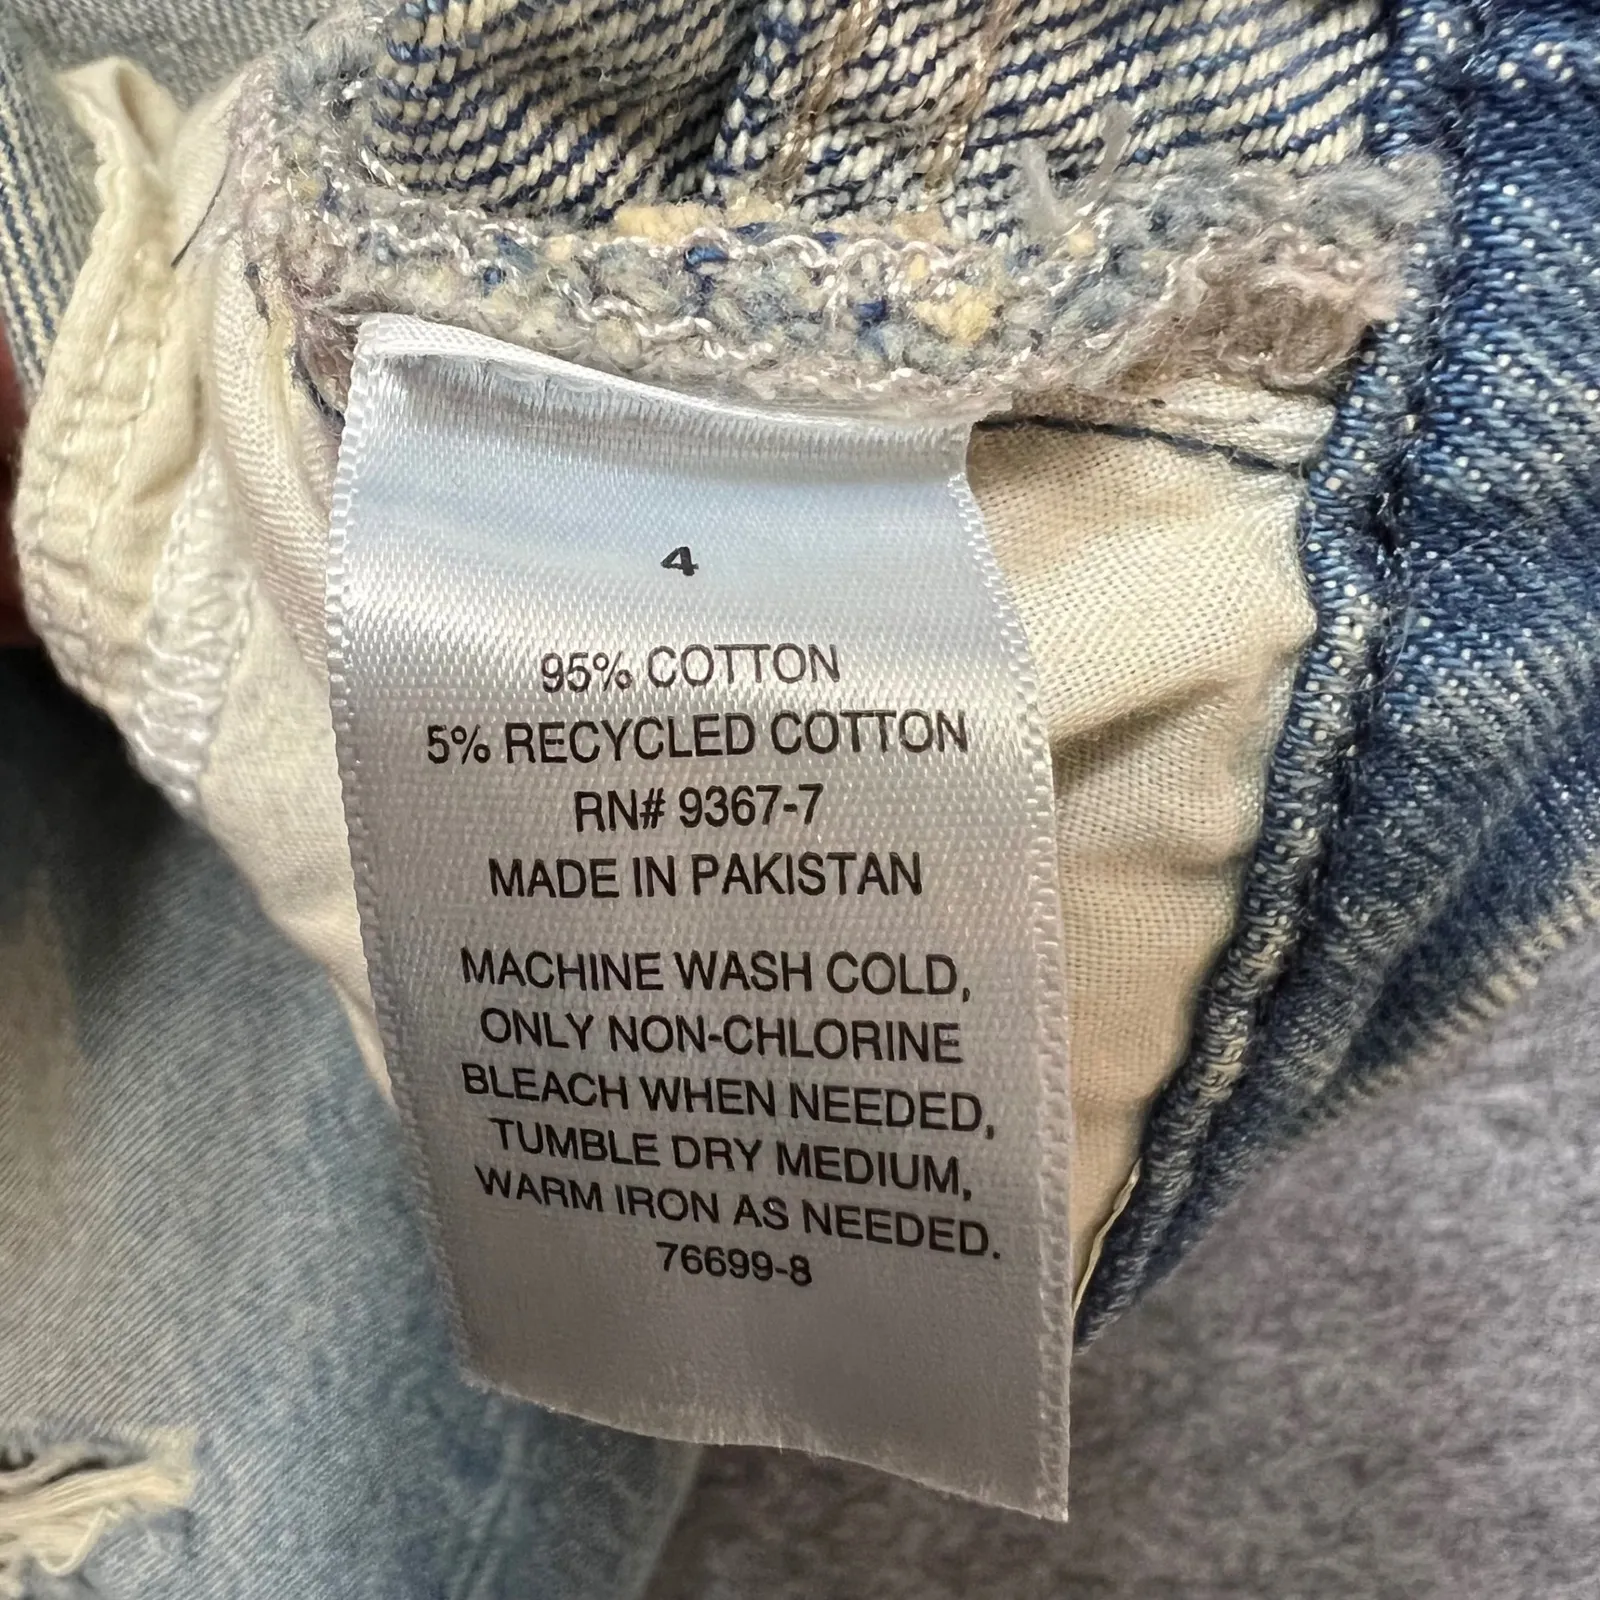 4
95% COTTON
5% RECYCLED COTTON
RN# 9367-7
MADE IN PAKISTAN
MACHINE WASH COLD,
ONLY NON-CHLORINE
BLEACH WHEN NEEDED,
TUMBLE DRY MEDIUM,
WARM IRON AS NEEDED.
76699-8